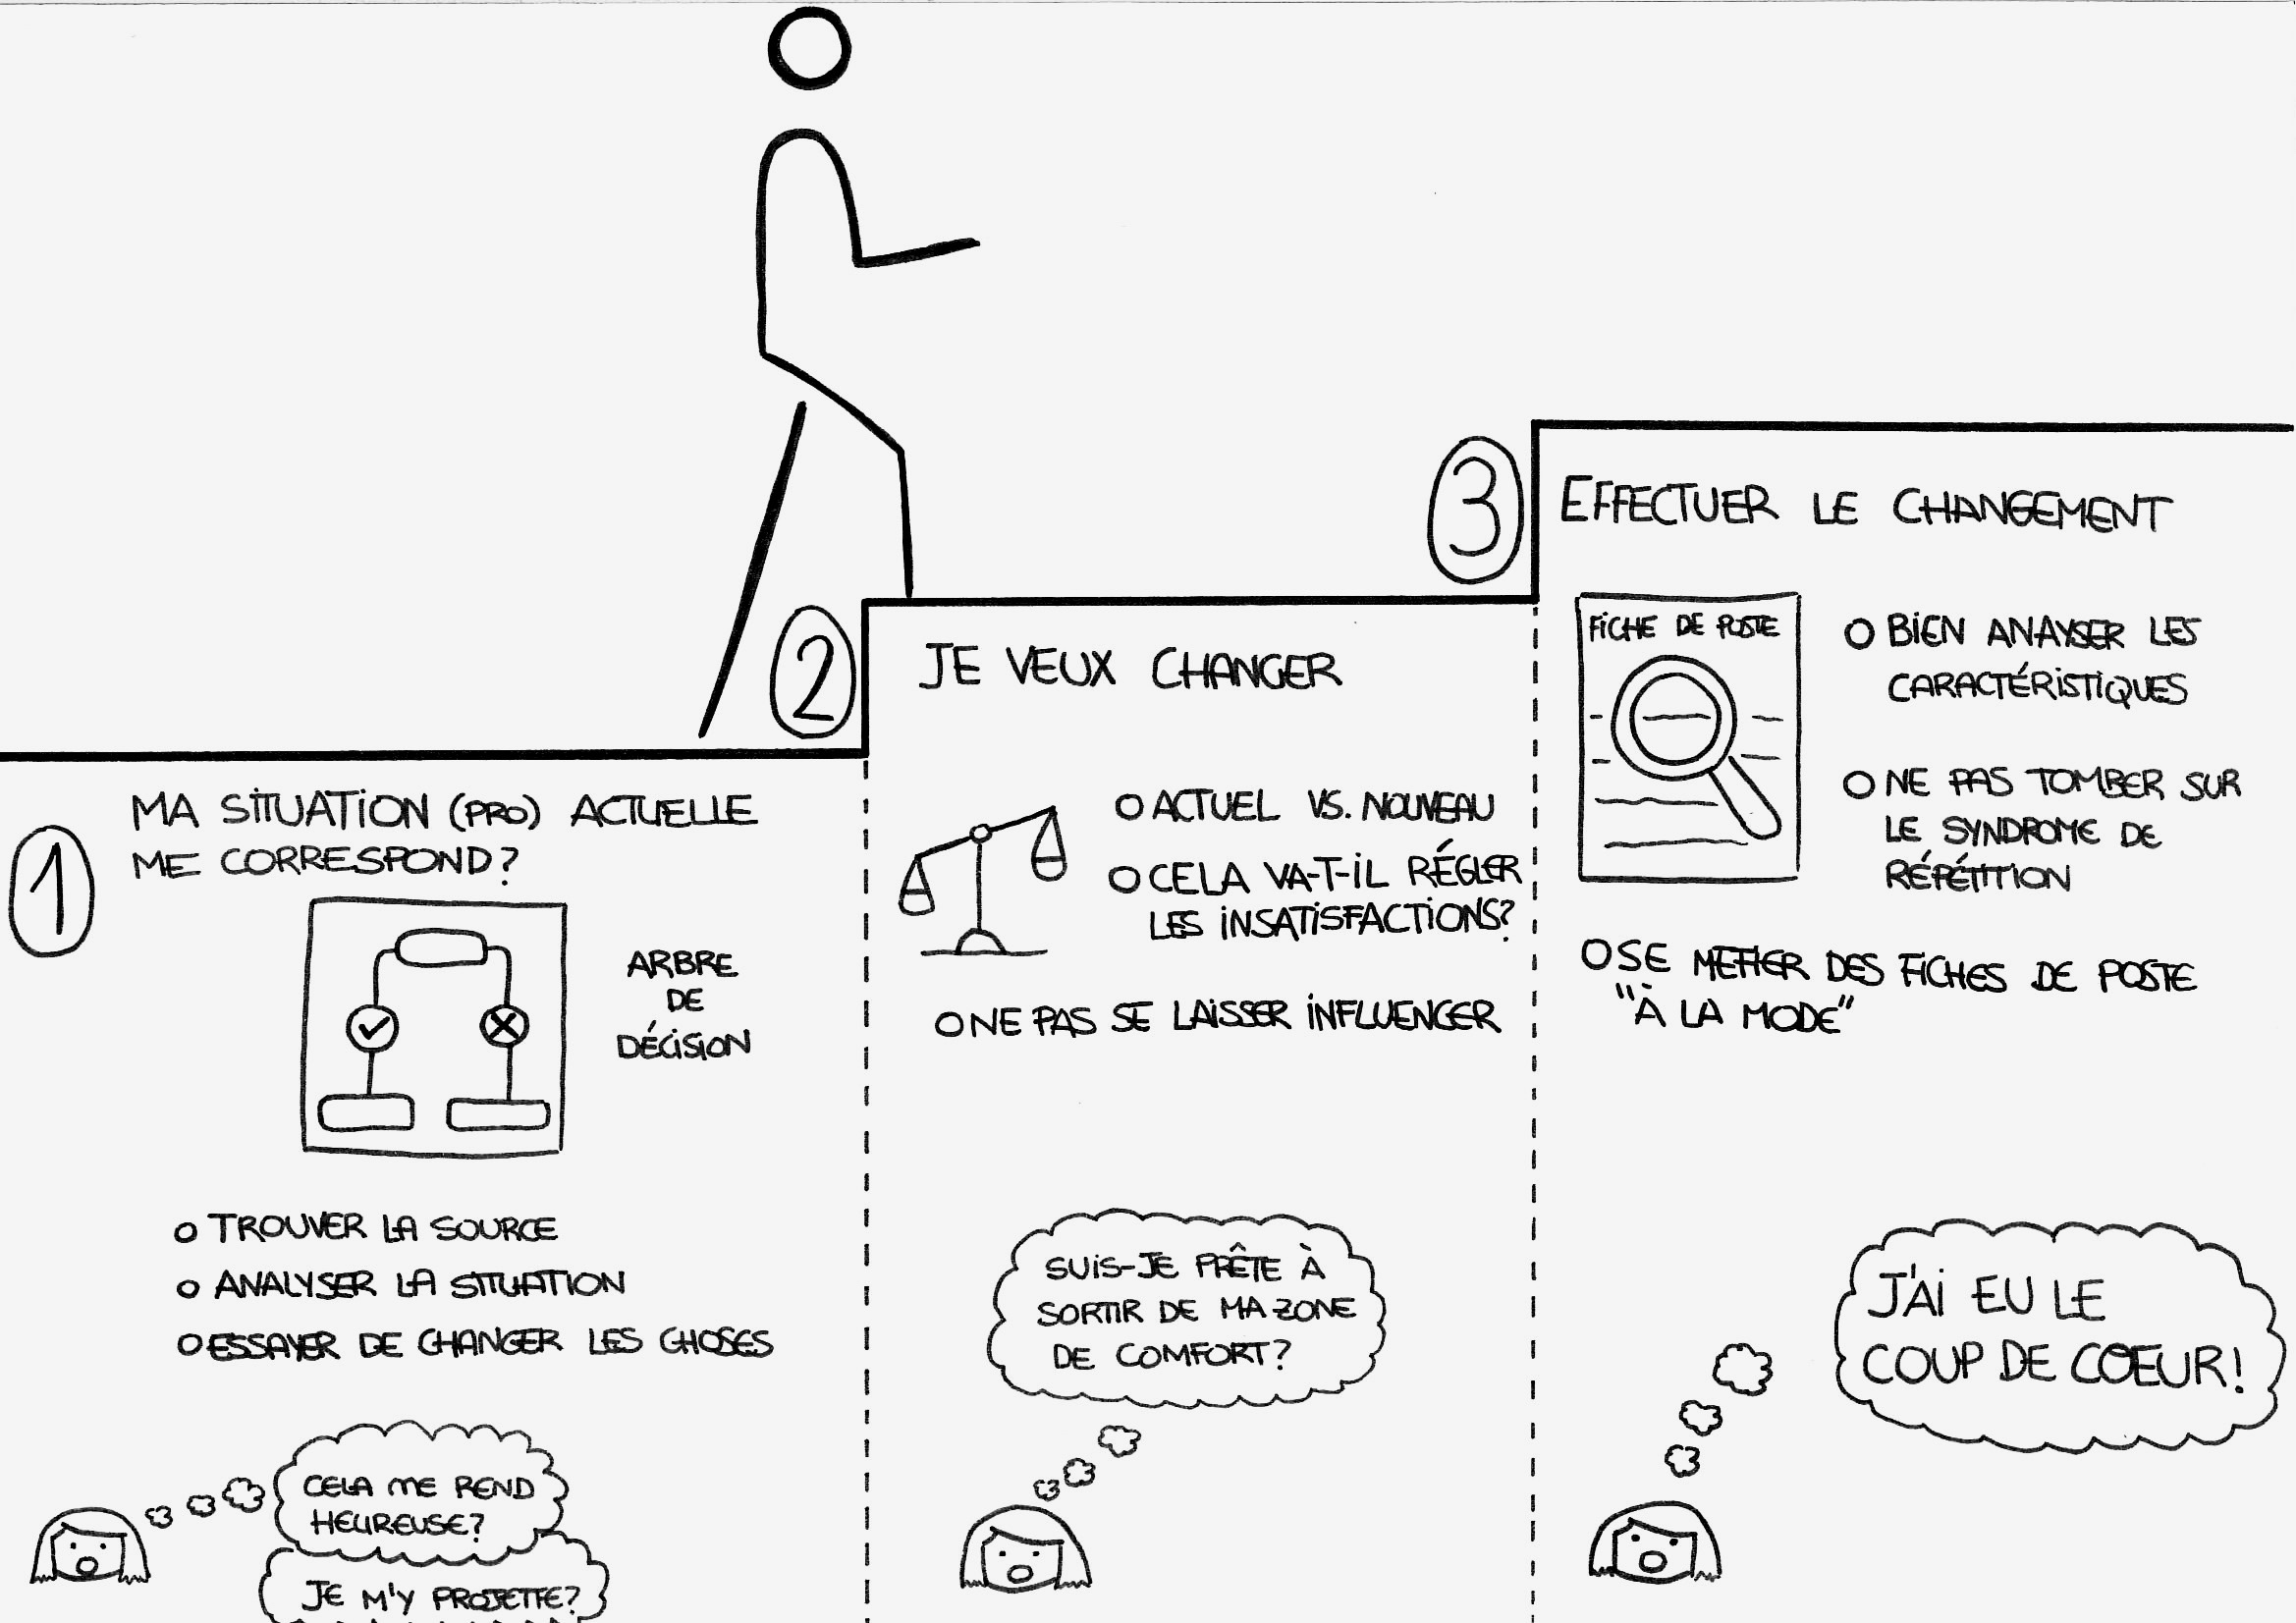 1
MA SITUATION (PRO) ACTUELLE
ME CORRESPOND?
ARBRE
DE
DÉCISION
o TROUVER LA SOURCE
o ANALYSER LA SITUATION
o ESSAYER DE CHANGER LES CHOSES
CELA ME REND
HEUREUSE?
JE M'Y PROJETTE?
2
JE VEUX CHANGER
o ACTUEL VS. NOUVEAU
o CELA VA-T-IL RÉGLER
LES INSATISFACTIONS?
o NE PAS SE LAISSER INFLUENCER
SUIS-JE PRÊTE À
SORTIR DE MA ZONE
DE COMFORT?
3
EFFECTUER LE CHANGEMENT
FICHE DE POSTE
o BIEN ANAYSER LES
CARACTÉRISTIQUES
o NE PAS TOMBER SUR
LE SYNDROME DE
RÉPÉTITION
o SE MEFIER DES FICHES DE POSTE
"À LA MODE"
J'AI EU LE
COUP DE COEUR!